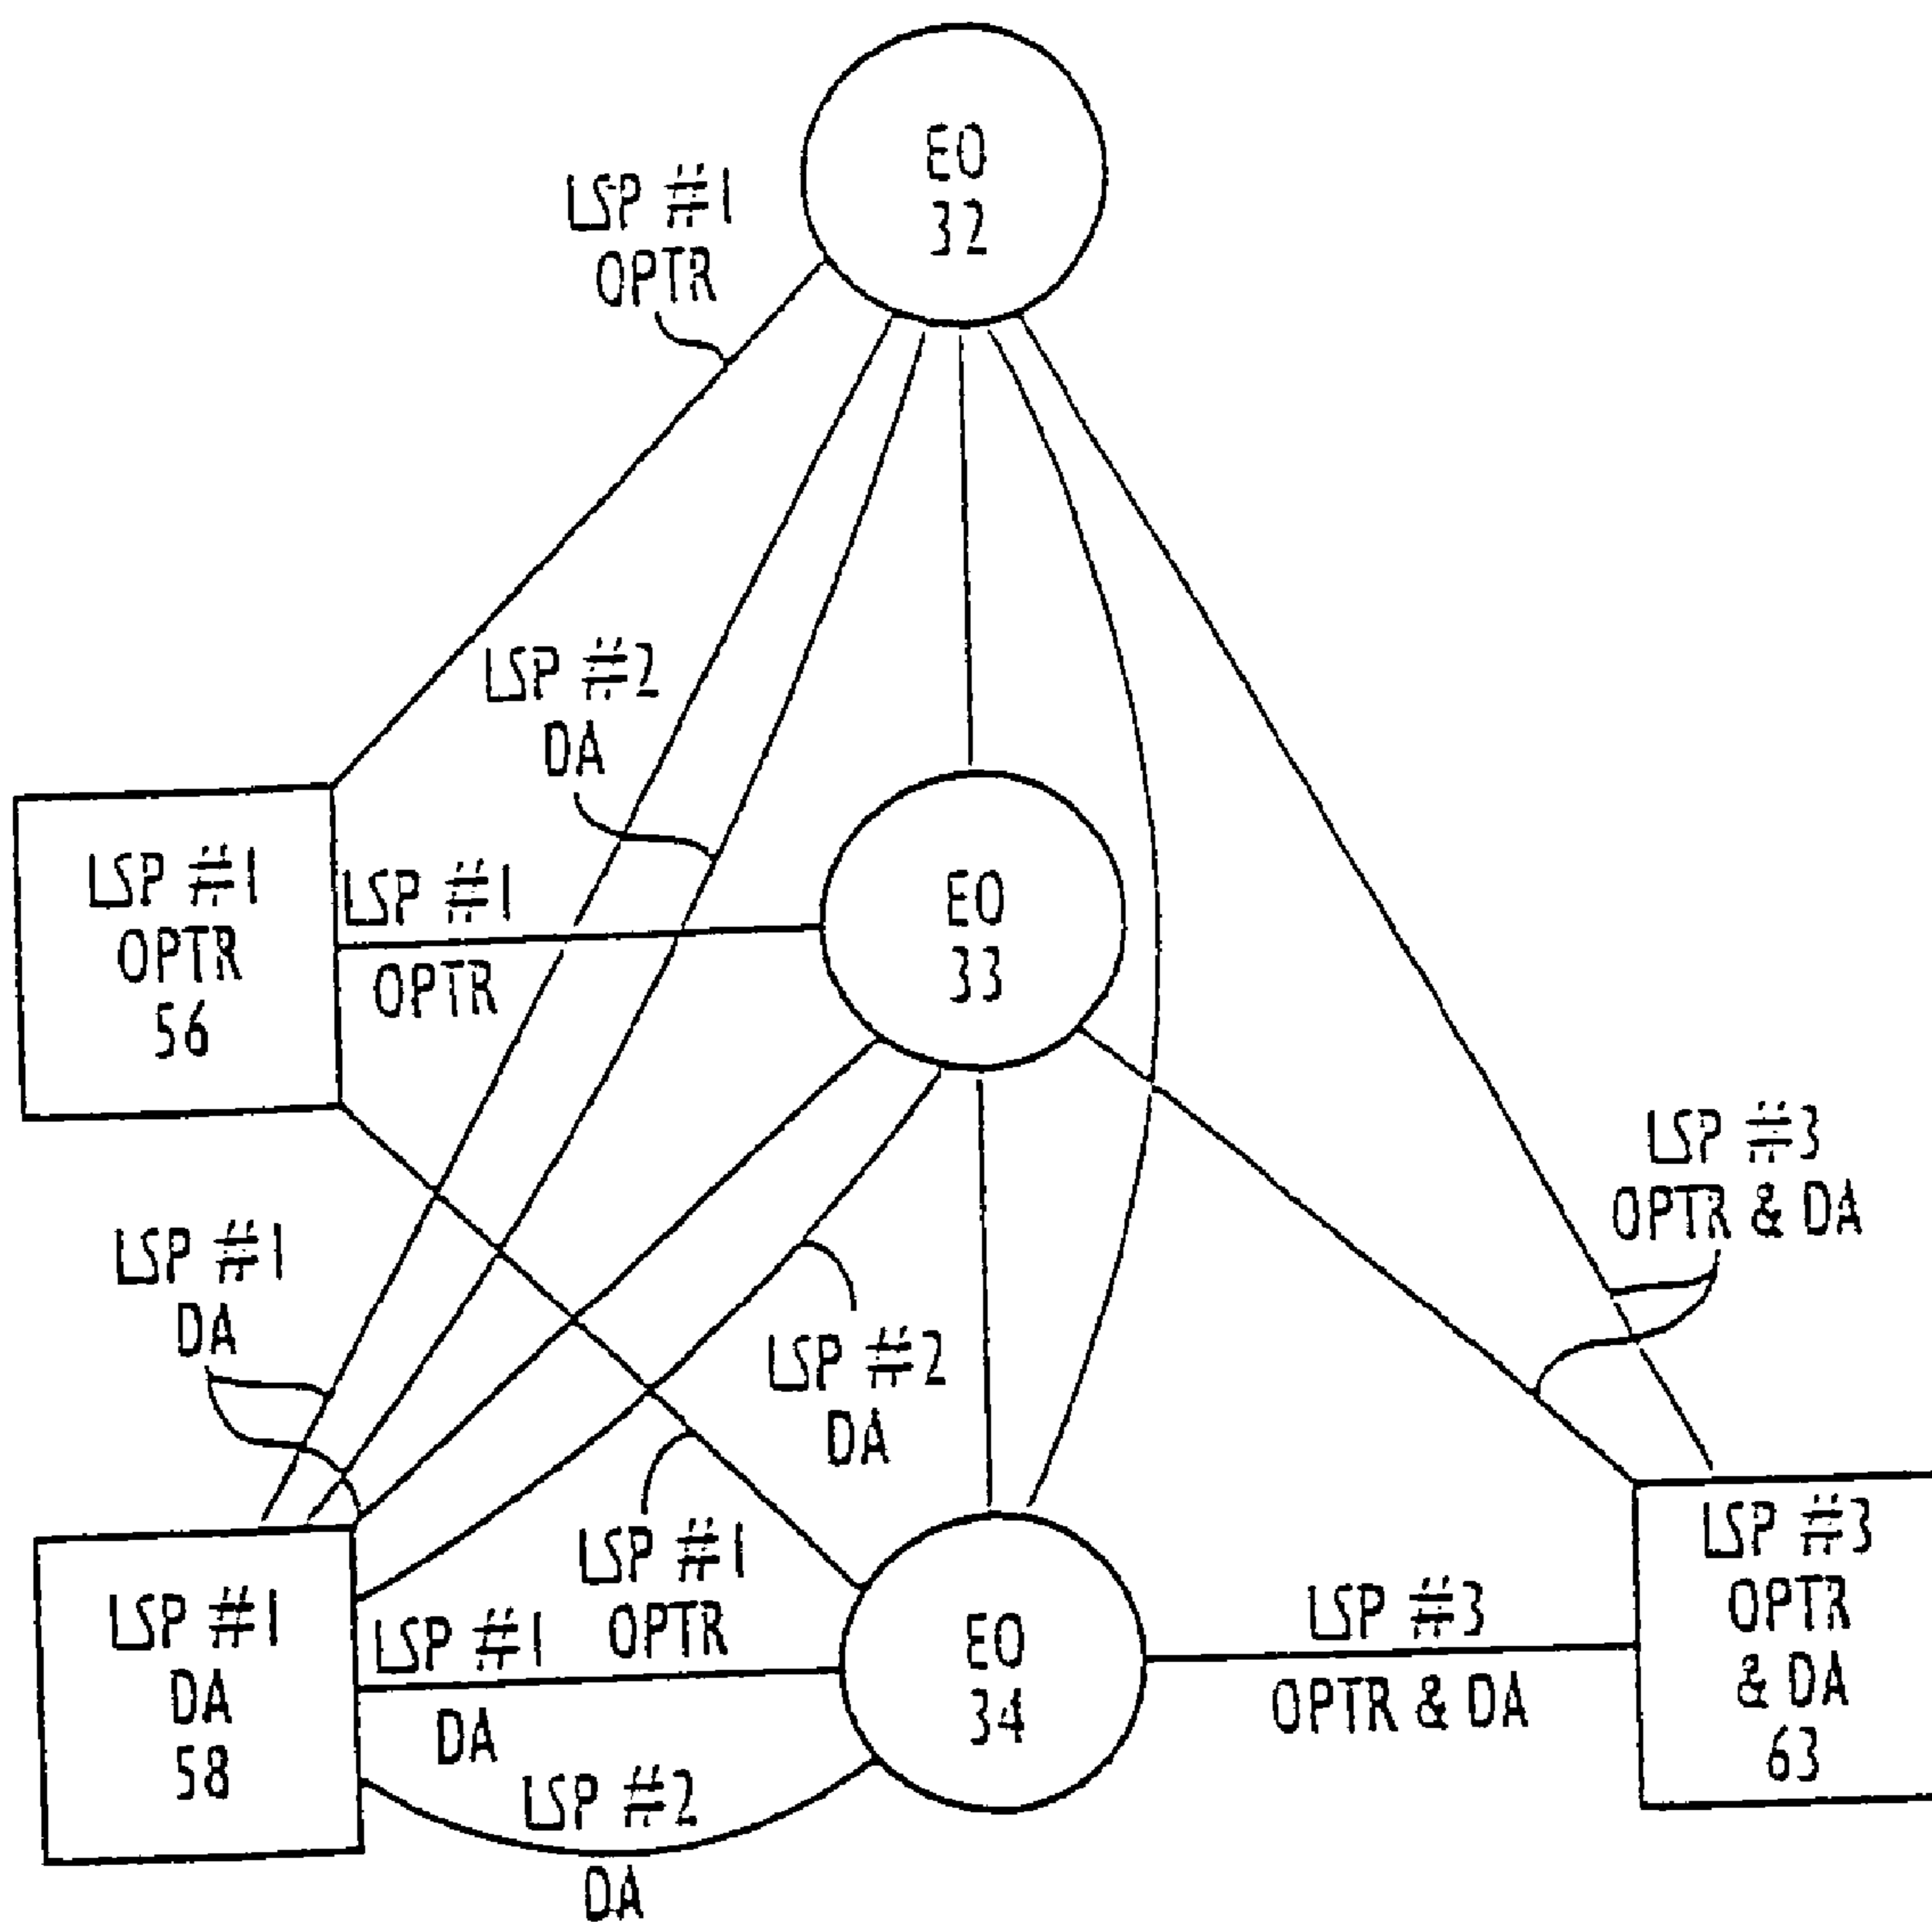 EO
32
LSP #1
OPTR
LSP #2
DA
LSP #1
OPTR
56
LSP #1
OPTR
EO
33
LSP #3
OPTR & DA
LSP #1
DA
LSP #2
DA
LSP #1
OPTR
LSP #1
DA
58
LSP #1
DA
LSP #2
DA
EO
34
LSP #3
OPTR & DA
LSP #3
OPTR
& DA
63